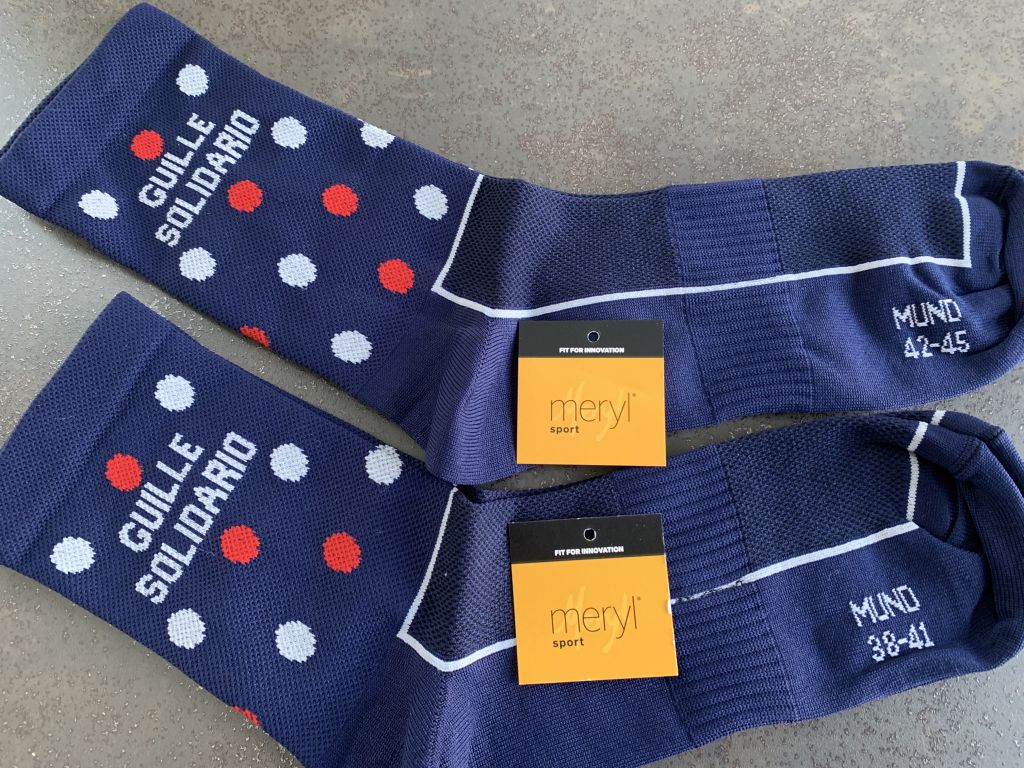 GUILLE
SOLIDARIO
MUND
42-45
FIT FOR INNOVATION
meryl®
sport
GUILLE
SOLIDARIO
FIT FOR INNOVATION
meryl®
sport
MUND
38-41